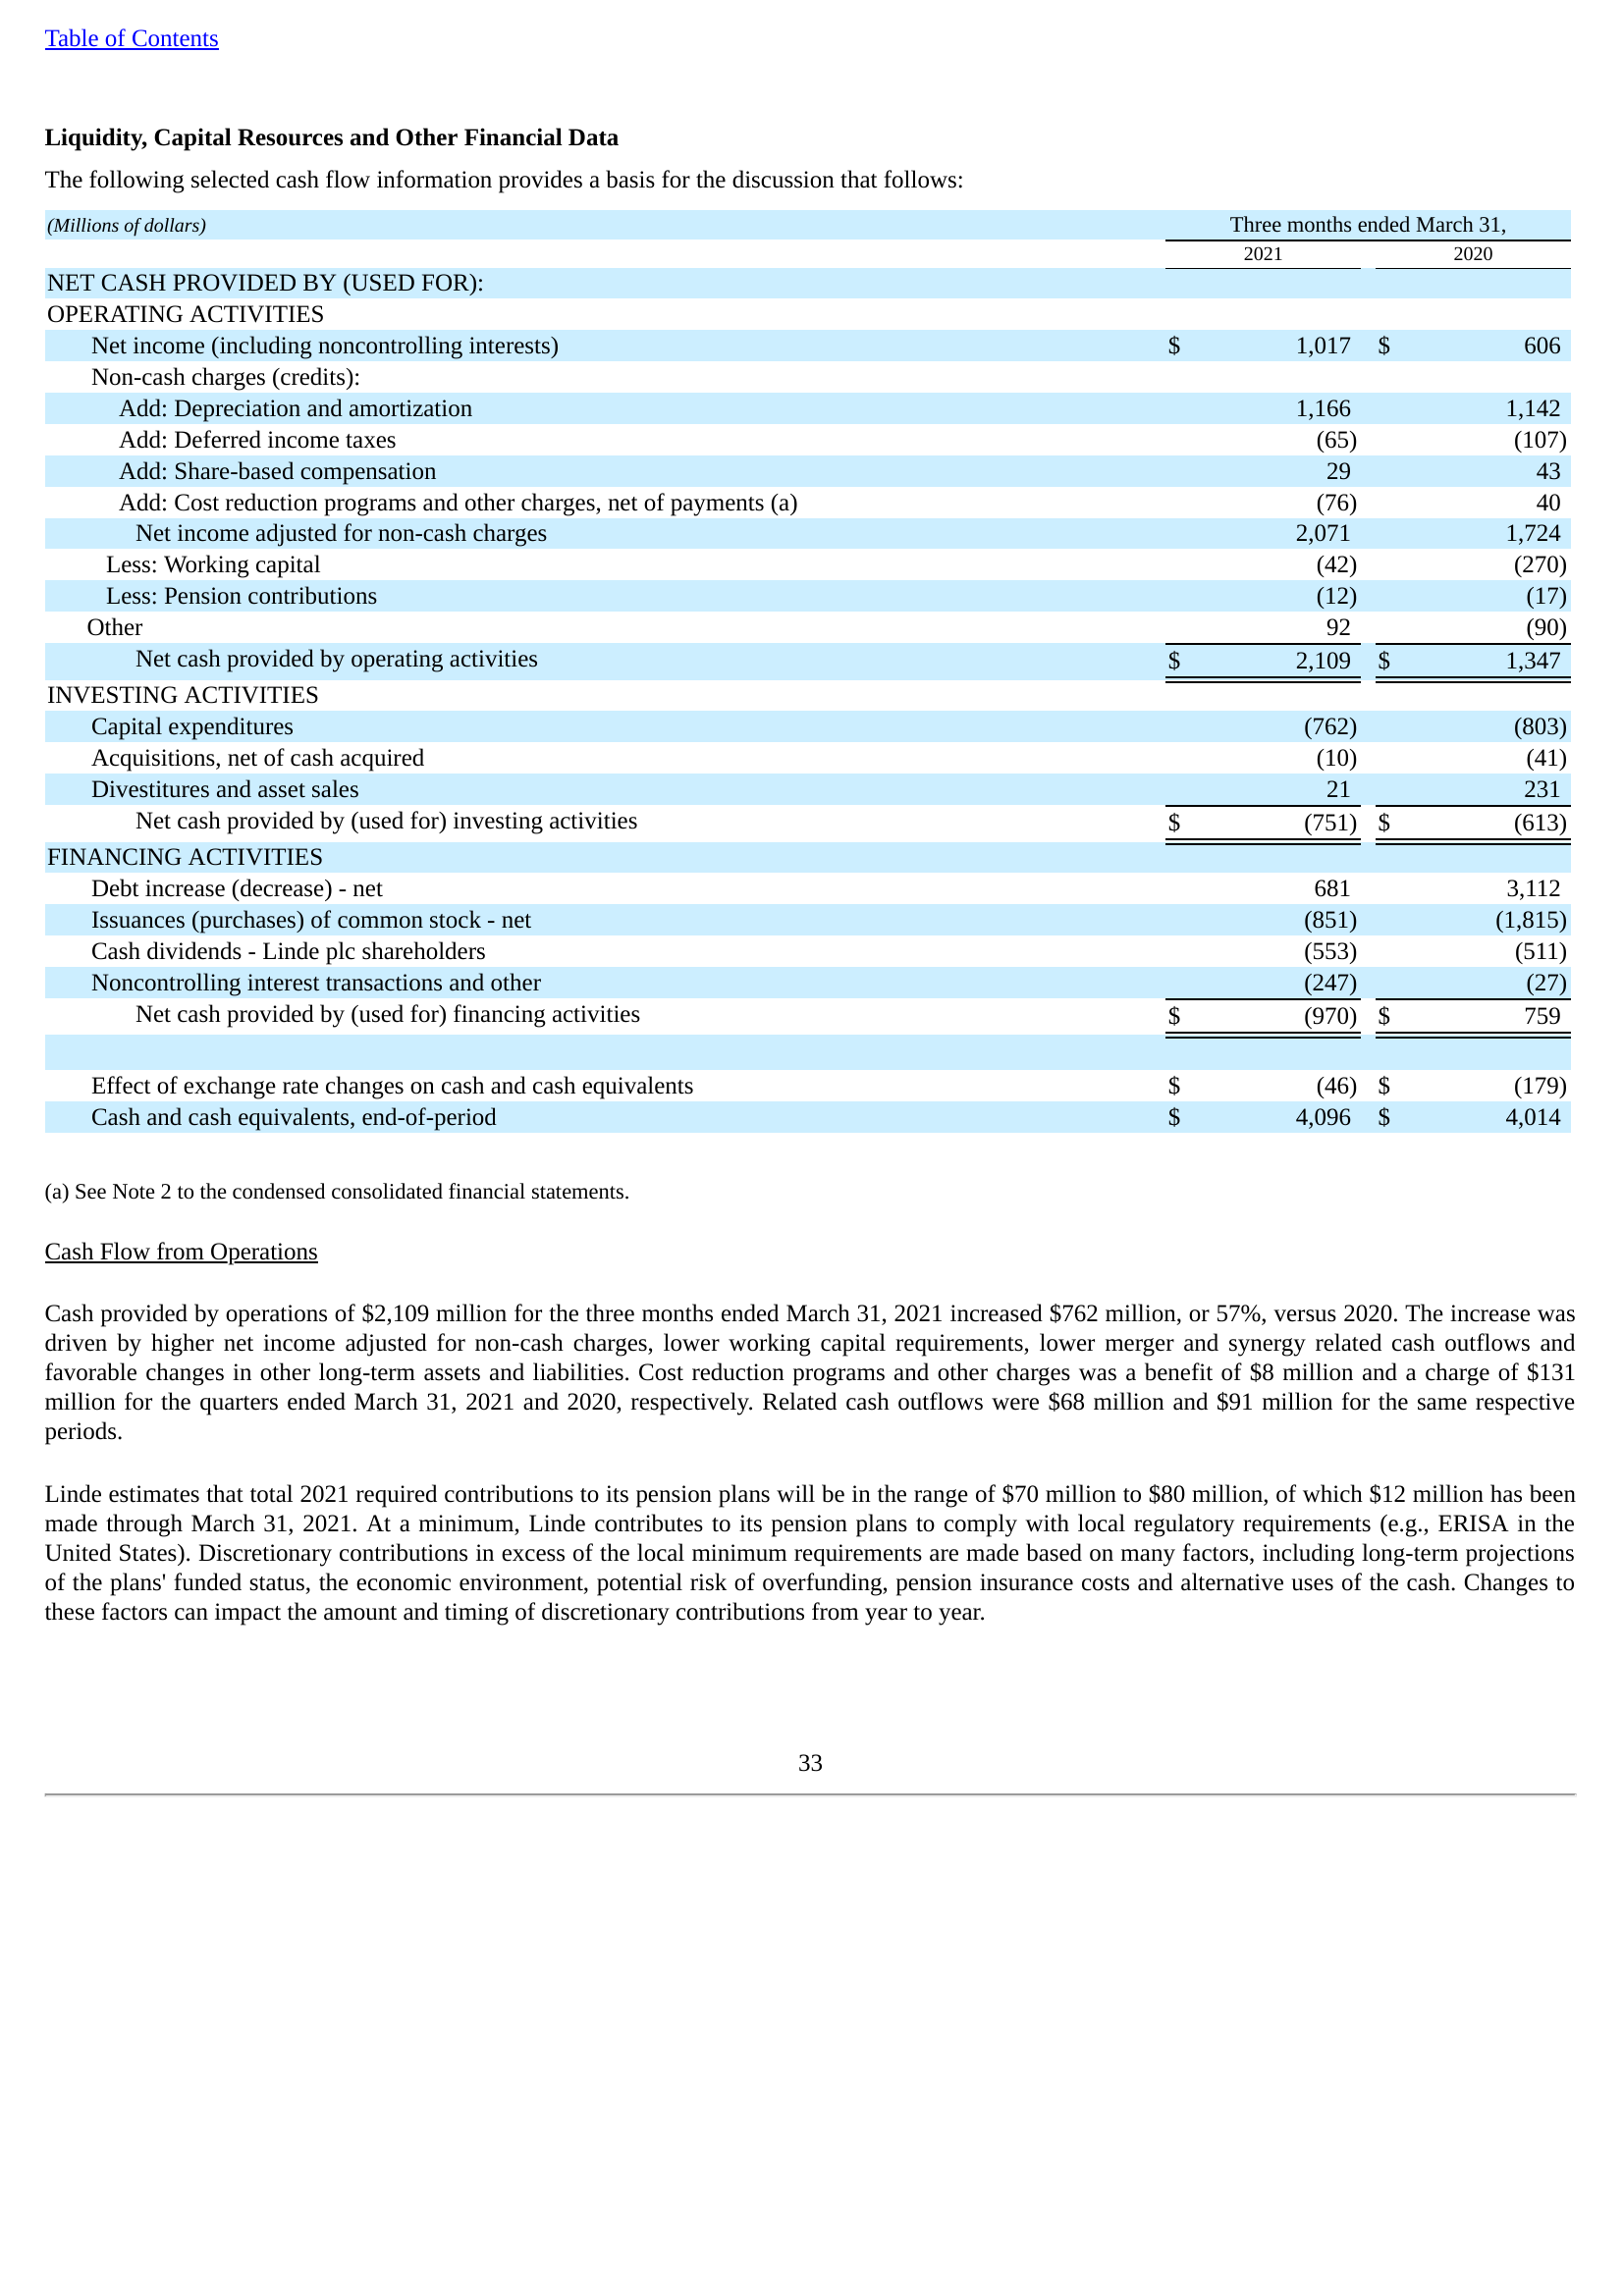 Table of Contents
Liquidity, Capital Resources and Other Financial Data
The following selected cash flow information provides a basis for the discussion that follows:
(Millions of dollars) Three months ended March 31,
2021 2020
NET CASH PROVIDED BY (USED FOR):
OPERATING ACTIVITIES
Net income (including noncontrolling interests) $ 1,017 $ 606
Non-cash charges (credits):
Add: Depreciation and amortization 1,166 1,142
Add: Deferred income taxes (65) (107)
Add: Share-based compensation 29 43
Add: Cost reduction programs and other charges, net of payments (a) (76) 40
Net income adjusted for non-cash charges 2,071 1,724
Less: Working capital (42) (270)
Less: Pension contributions (12) (17)
Other 92 (90)
Net cash provided by operating activities $ 2,109 $ 1,347
INVESTING ACTIVITIES
Capital expenditures (762) (803)
Acquisitions, net of cash acquired (10) (41)
Divestitures and asset sales 21 231
Net cash provided by (used for) investing activities $ (751) $ (613)
FINANCING ACTIVITIES
Debt increase (decrease) - net 681 3,112
Issuances (purchases) of common stock - net (851) (1,815)
Cash dividends - Linde plc shareholders (553) (511)
Noncontrolling interest transactions and other (247) (27)
Net cash provided by (used for) financing activities $ (970) $ 759
Effect of exchange rate changes on cash and cash equivalents $ (46) $ (179)
Cash and cash equivalents, end-of-period $ 4,096 $ 4,014
(a) See Note 2 to the condensed consolidated financial statements.
Cash Flow from Operations
Cash provided by operations of $2,109 million for the three months ended March 31, 2021 increased $762 million, or 57%, versus 2020. The increase was
driven by higher net income adjusted for non-cash charges, lower working capital requirements, lower merger and synergy related cash outflows and
favorable changes in other long-term assets and liabilities. Cost reduction programs and other charges was a benefit of $8 million and a charge of $131
million for the quarters ended March 31, 2021 and 2020, respectively. Related cash outflows were $68 million and $91 million for the same respective
periods.
Linde estimates that total 2021 required contributions to its pension plans will be in the range of $70 million to $80 million, of which $12 million has been
made through March 31, 2021. At a minimum, Linde contributes to its pension plans to comply with local regulatory requirements (e.g., ERISA in the
United States). Discretionary contributions in excess of the local minimum requirements are made based on many factors, including long-term projections
of the plans' funded status, the economic environment, potential risk of overfunding, pension insurance costs and alternative uses of the cash. Changes to
these factors can impact the amount and timing of discretionary contributions from year to year.
33